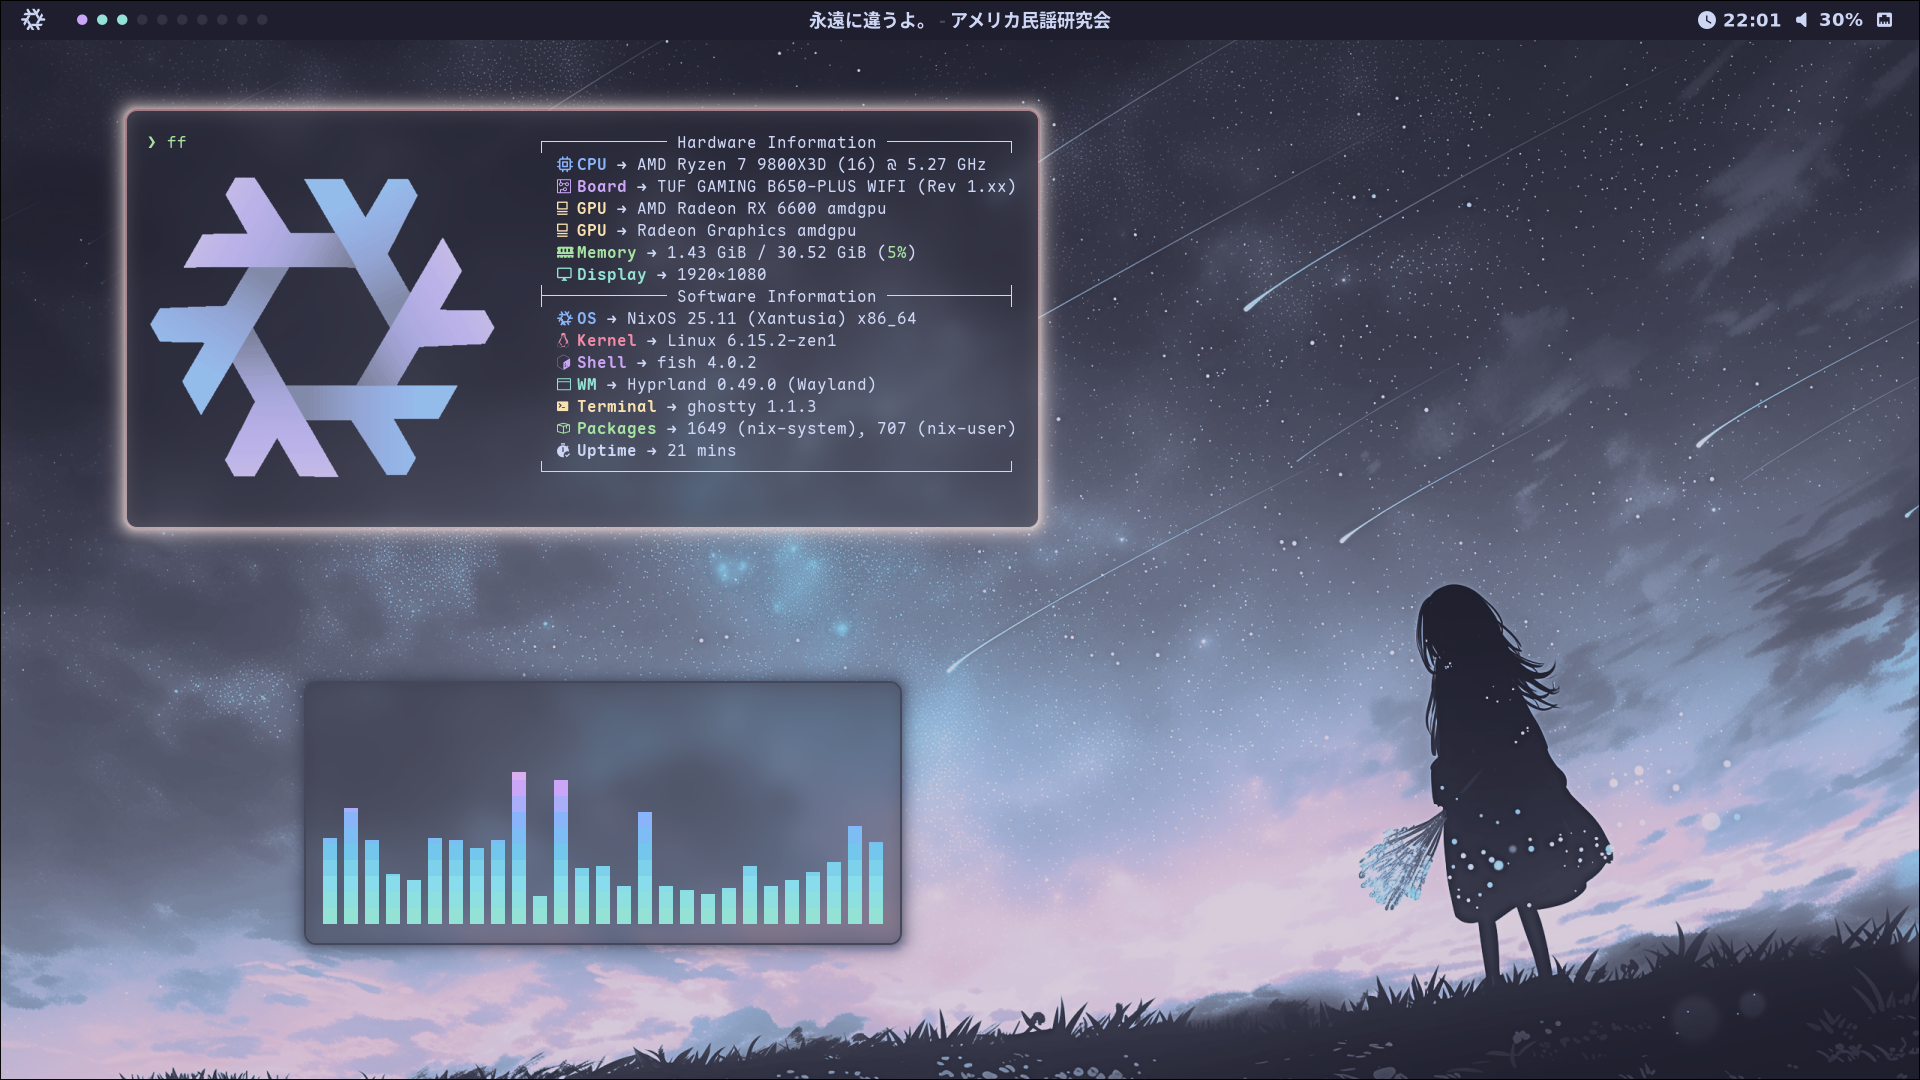 永遠に違うよ。 - アメリカ民謡研究会
22:01 30%
❯ ff
Hardware Information
CPU → AMD Ryzen 7 9800X3D (16) @ 5.27 GHz
Board → TUF GAMING B650-PLUS WIFI (Rev 1.xx)
GPU → AMD Radeon RX 6600 amdgpu
GPU → Radeon Graphics amdgpu
Memory → 1.43 GiB / 30.52 GiB (5%)
Display → 1920×1080
Software Information
OS → NixOS 25.11 (Xantusia) x86_64
Kernel → Linux 6.15.2-zen1
Shell → fish 4.0.2
WM → Hyprland 0.49.0 (Wayland)
Terminal → ghostty 1.1.3
Packages → 1649 (nix-system), 707 (nix-user)
Uptime → 21 mins